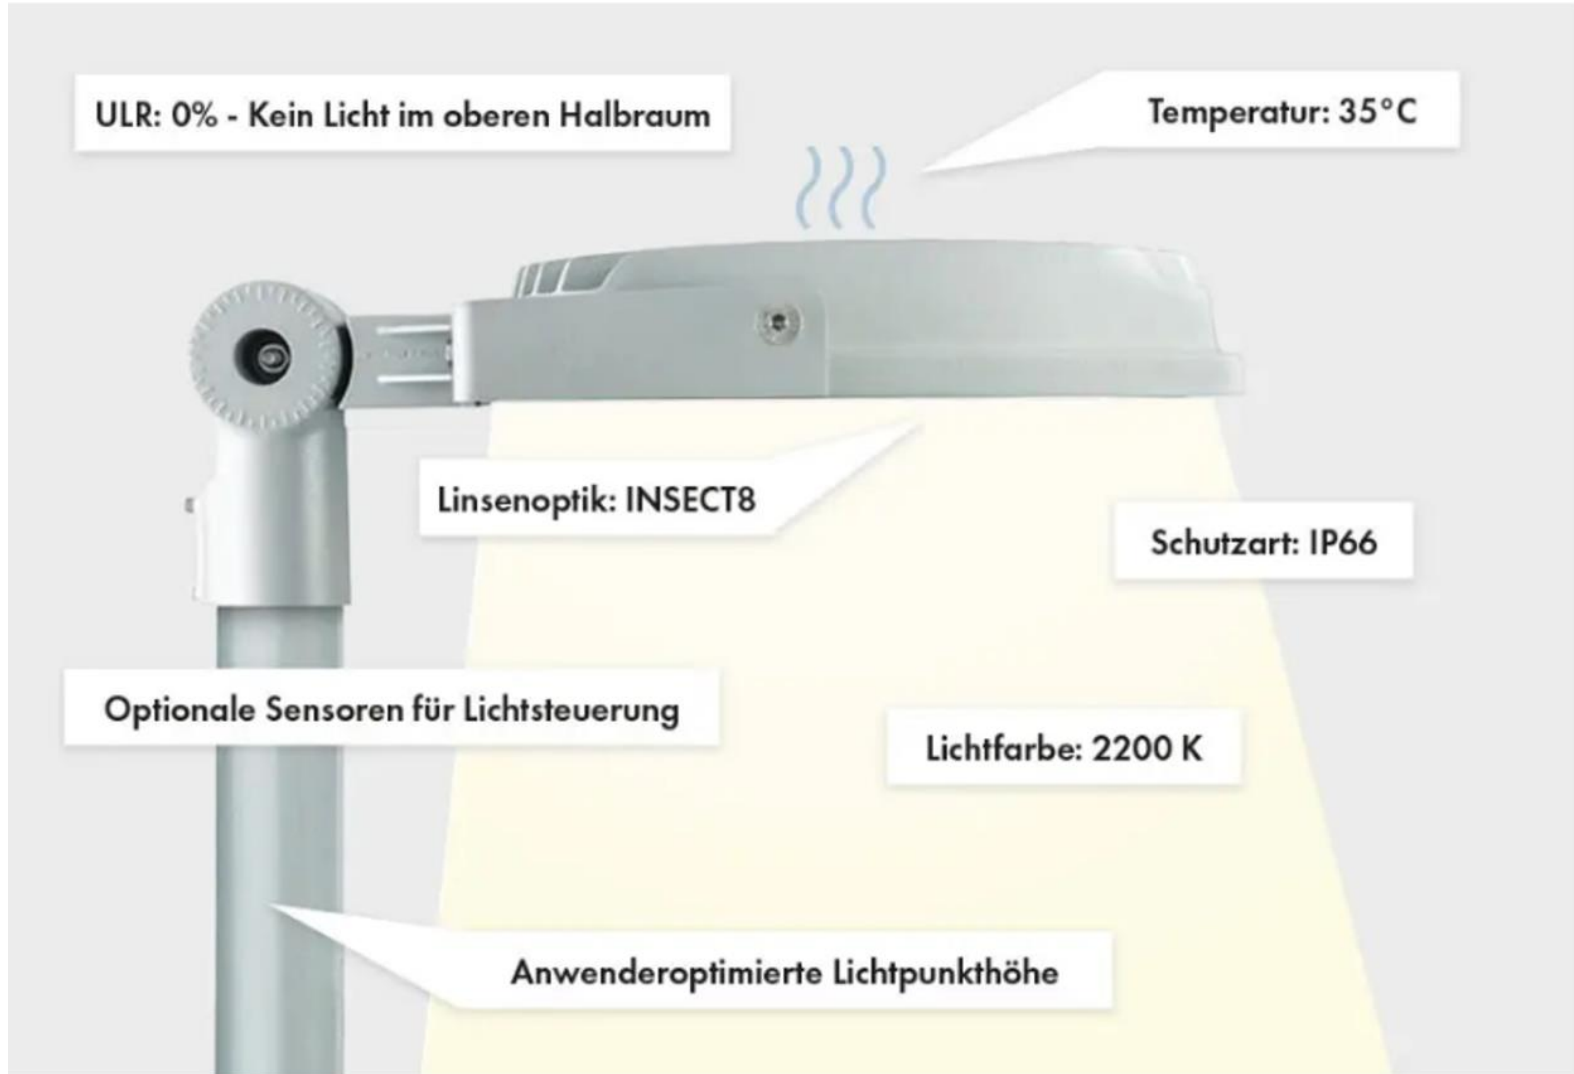 ULR: 0% - Kein Licht im oberen Halbraum
Temperatur: 35°C
Linsenoptik: INSECT8
Schutzart: IP66
Optionale Sensoren für Lichtsteuerung
Lichtfarbe: 2200 K
Anwenderoptimierte Lichtpunkthöhe